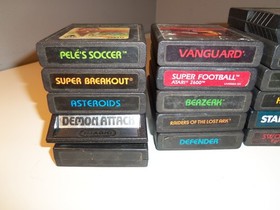 PELÉ'S SOCCER
SUPER BREAKOUT
ASTEROIDS
DEMON ATTACK
VANGUARD
SUPER FOOTBALL
ATARI 2600
BERZERK
RAIDERS OF THE LOST ARK
DEFENDER